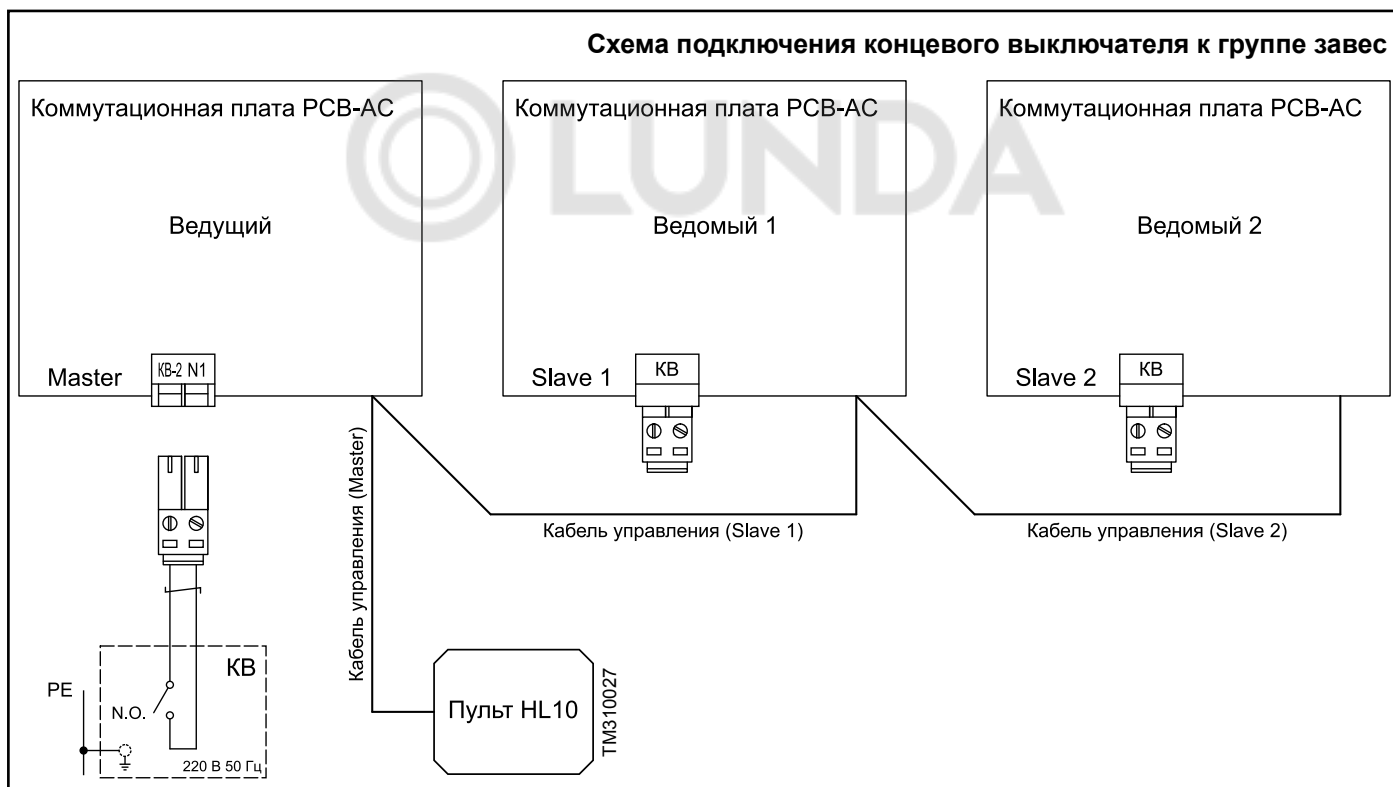 Схема подключения концевого выключателя к группе завес
LUNDA
Коммутационная плата PCB-AC
Ведущий
Master
КВ-2 N1
Коммутационная плата PCB-AC
Ведомый 1
Slave 1
КВ
Коммутационная плата PCB-AC
Ведомый 2
Slave 2
КВ
Кабель управления (Master)
Кабель управления (Slave 1)
Кабель управления (Slave 2)
КВ
PE
N.O.
220 В 50 Гц
Пульт HL10
TM310027